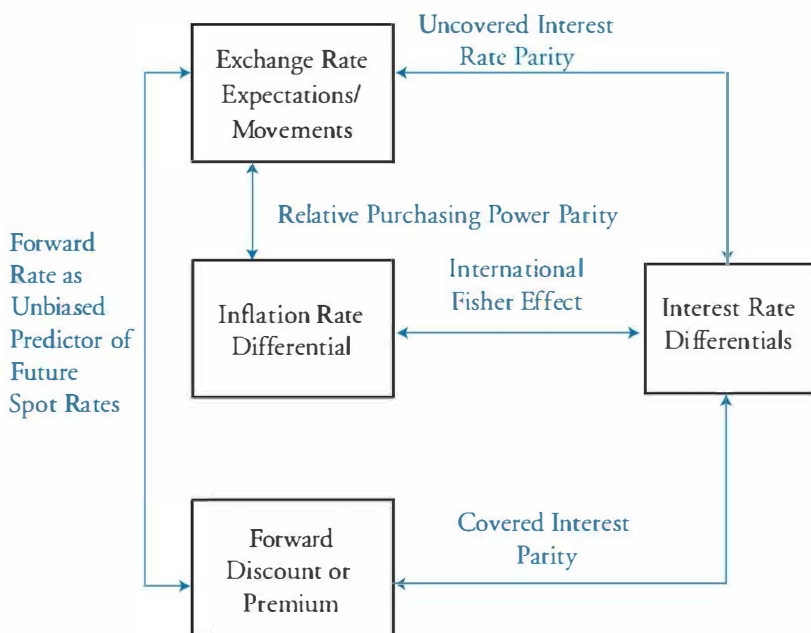 Uncovered Interest
Rate Parity
Exchange Rate
Expectations/
Movements
Relative Purchasing Power Parity
Forward
Rate as
Unbiased
Predictor of
Future
Spot Rates
International
Fisher Effect
Inflation Rate
Differential
Interest Rate
Differentials
Covered Interest
Parity
Forward
Discount or
Premium